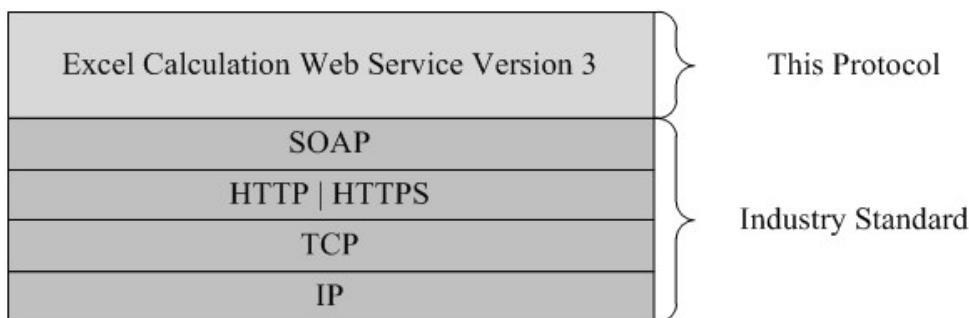 Excel Calculation Web Service Version 3
This Protocol
SOAP
HTTP | HTTPS
TCP
IP
Industry Standard